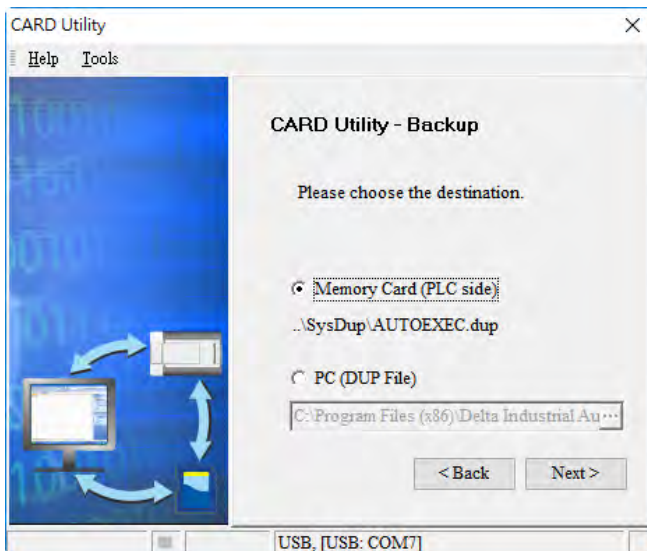 CARD Utility
Help Tools
CARD Utility - Backup
Please choose the destination.
Memory Card (PLC side)
..\SysDup\AUTOEXEC.dup
PC (DUP File)
C:\Program Files (x86)\Delta Industrial Au...
< Back Next >
USB, [USB: COM7]